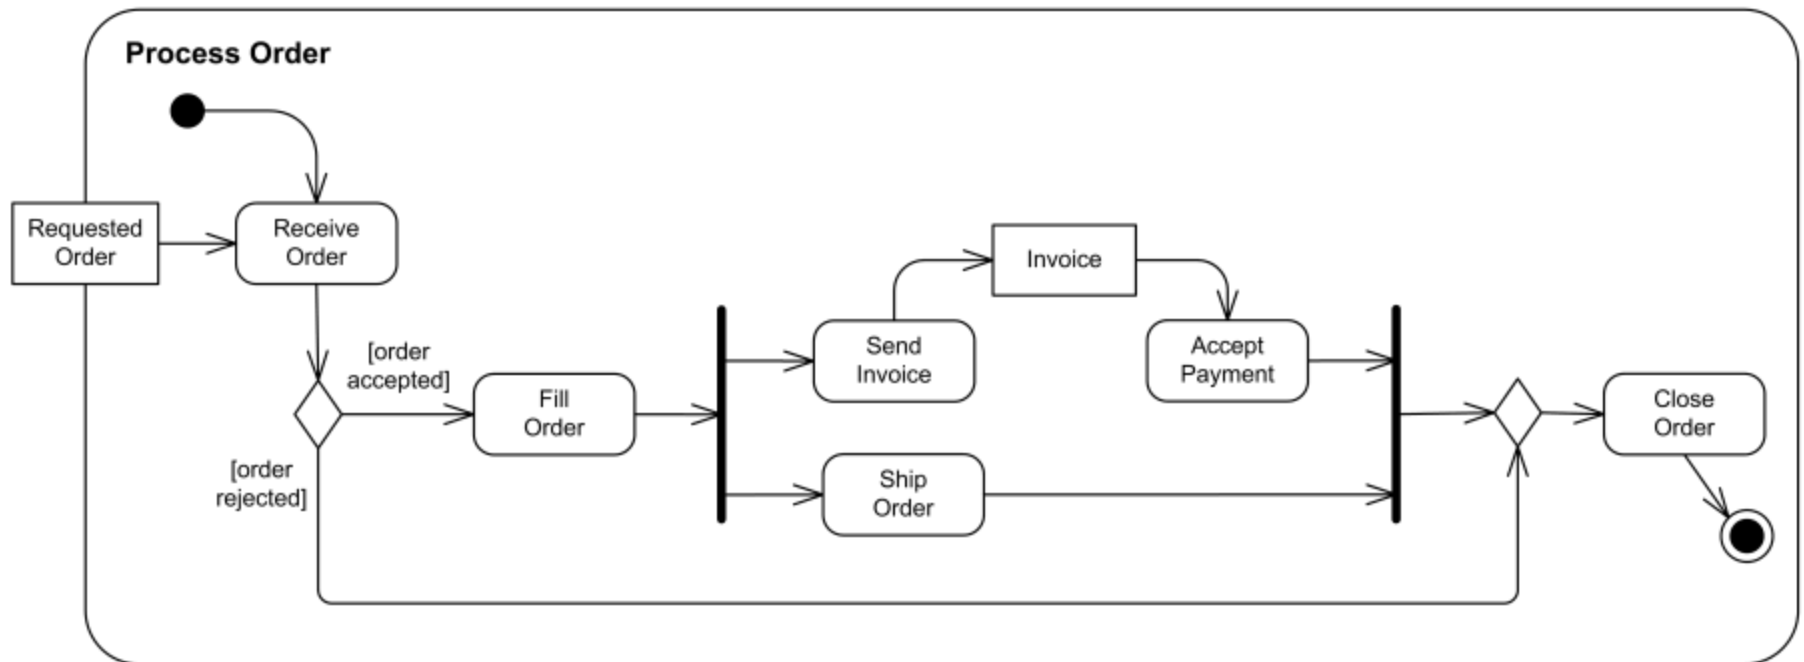 Process Order
Requested
Order
Receive
Order
[order
accepted]
[order
rejected]
Fill
Order
Send
Invoice
Invoice
Accept
Payment
Ship
Order
Close
Order